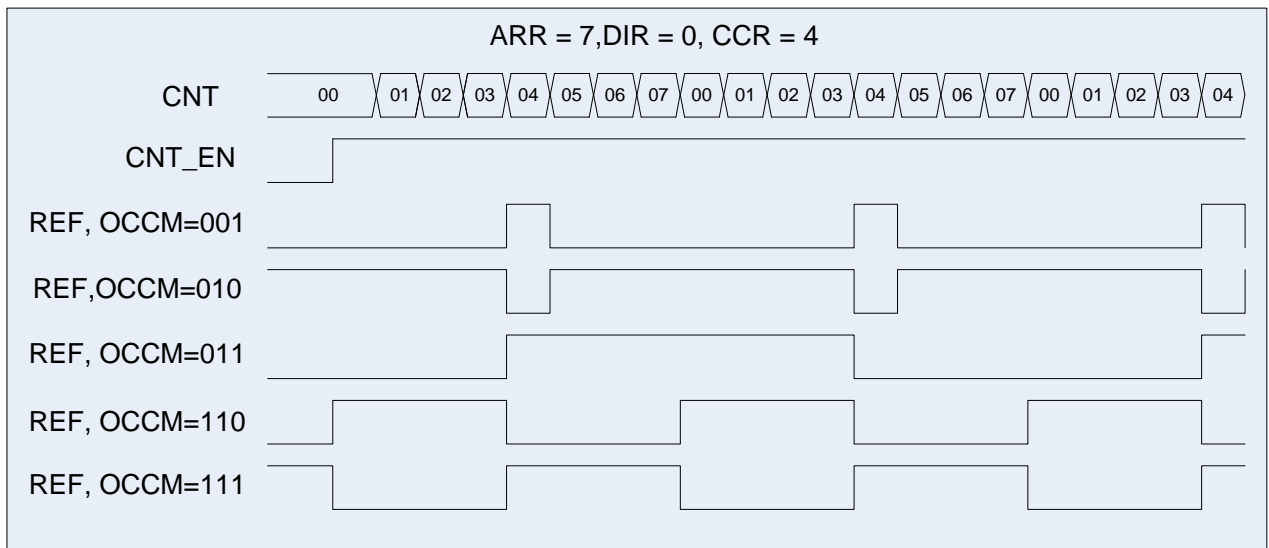 ARR = 7,DIR = 0, CCR = 4
CNT 00 01 02 03 04 05 06 07 00 01 02 03 04 05 06 07 00 01 02 03 04
CNT_EN
REF, OCCM=001
REF,OCCM=010
REF, OCCM=011
REF, OCCM=110
REF, OCCM=111